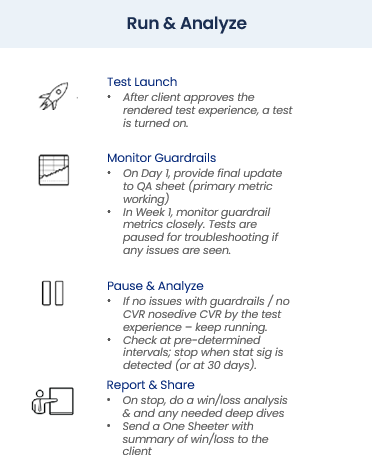 Run & Analyze
Test Launch
• After client approves the
rendered test experience, a test
is turned on.
Monitor Guardrails
• On Day 1, provide final update
to QA sheet (primary metric
working)
• In Week 1, monitor guardrail
metrics closely. Tests are
paused for troubleshooting if
any issues are seen.
Pause & Analyze
• If no issues with guardrails / no
CVR nosedive CVR by the test
experience – keep running.
• Check at pre-determined
intervals; stop when stat sig is
detected (or at 30 days).
Report & Share
• On stop, do a win/loss analysis
& and any needed deep dives
• Send a One Sheeter with
summary of win/loss to the
client